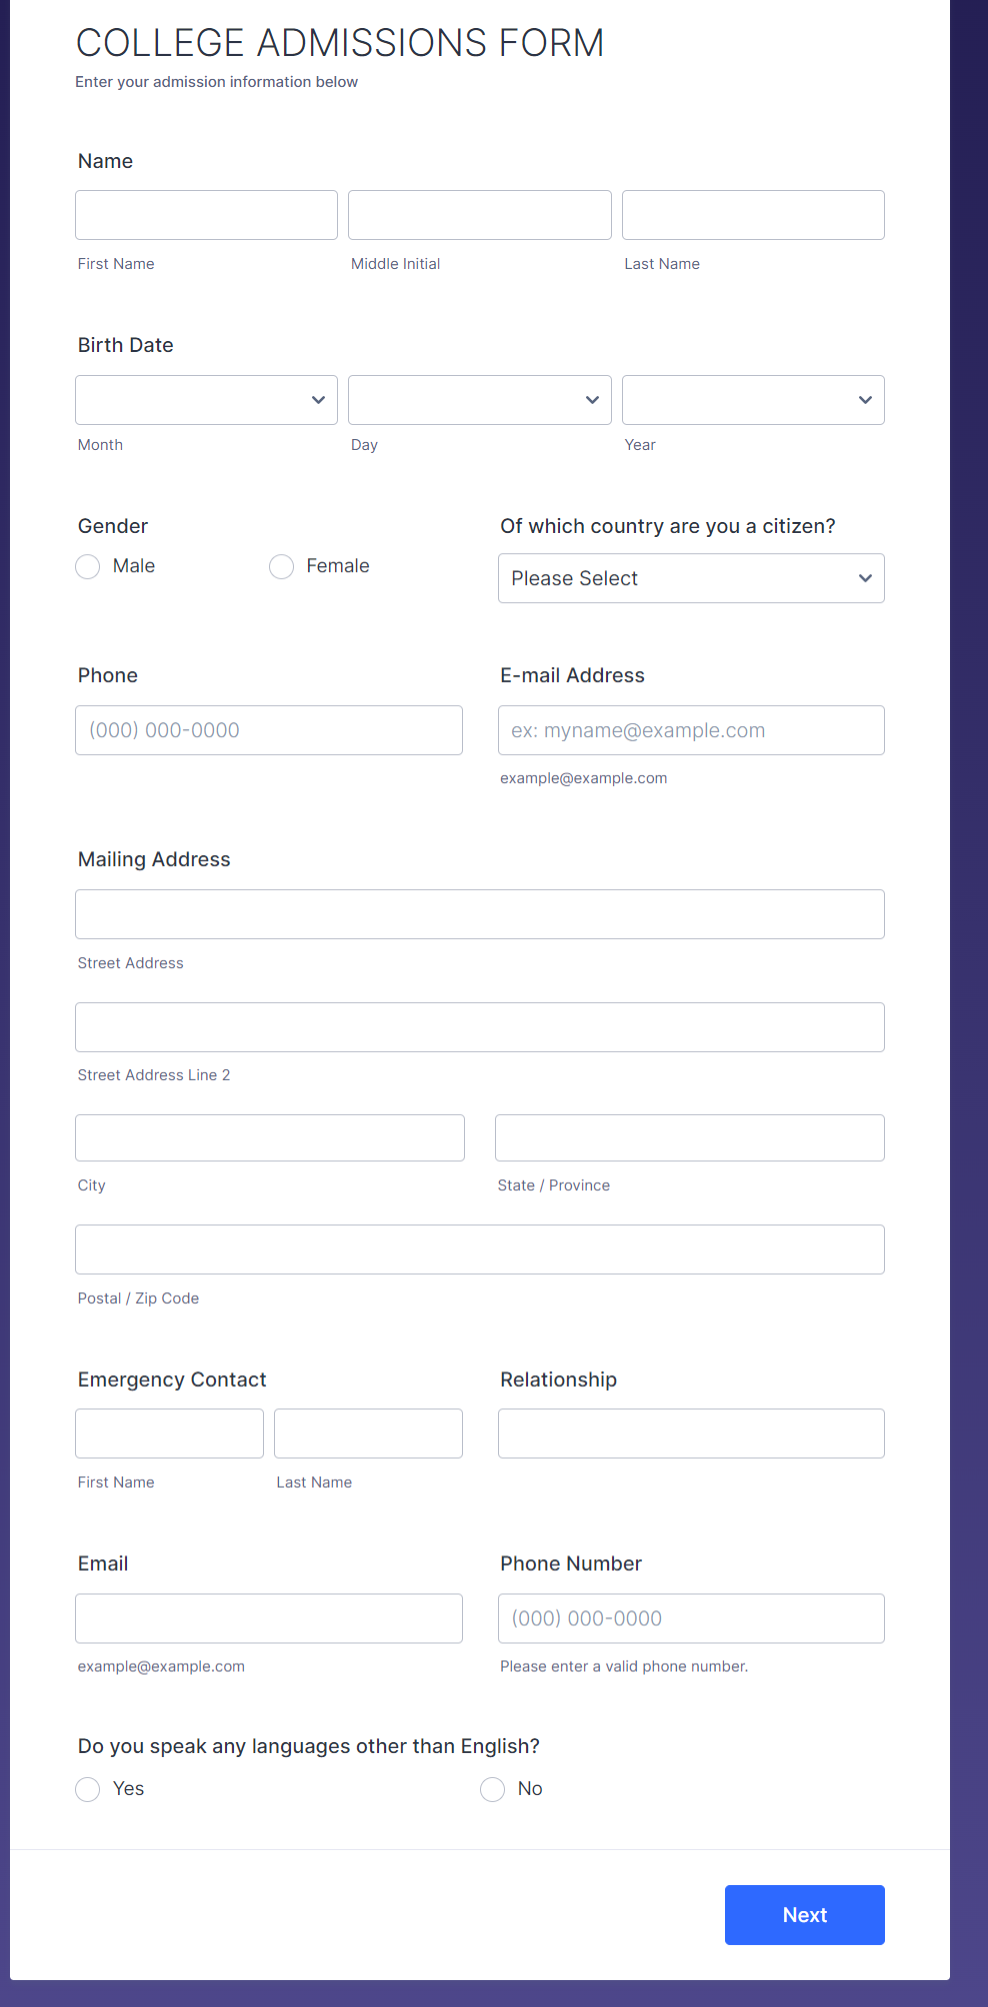 COLLEGE ADMISSIONS FORM
Enter your admission information below
Name
First Name Middle Initial Last Name
Birth Date
Month Day Year
Gender Of which country are you a citizen?
Male Female Please Select
Phone E-mail Address
(000) 000-0000 ex: myname@example.com
example@example.com
Mailing Address
Street Address
Street Address Line 2
City State / Province
Postal / Zip Code
Emergency Contact Relationship
First Name Last Name
Email Phone Number
(000) 000-0000
example@example.com Please enter a valid phone number.
Do you speak any languages other than English?
Yes No
Next